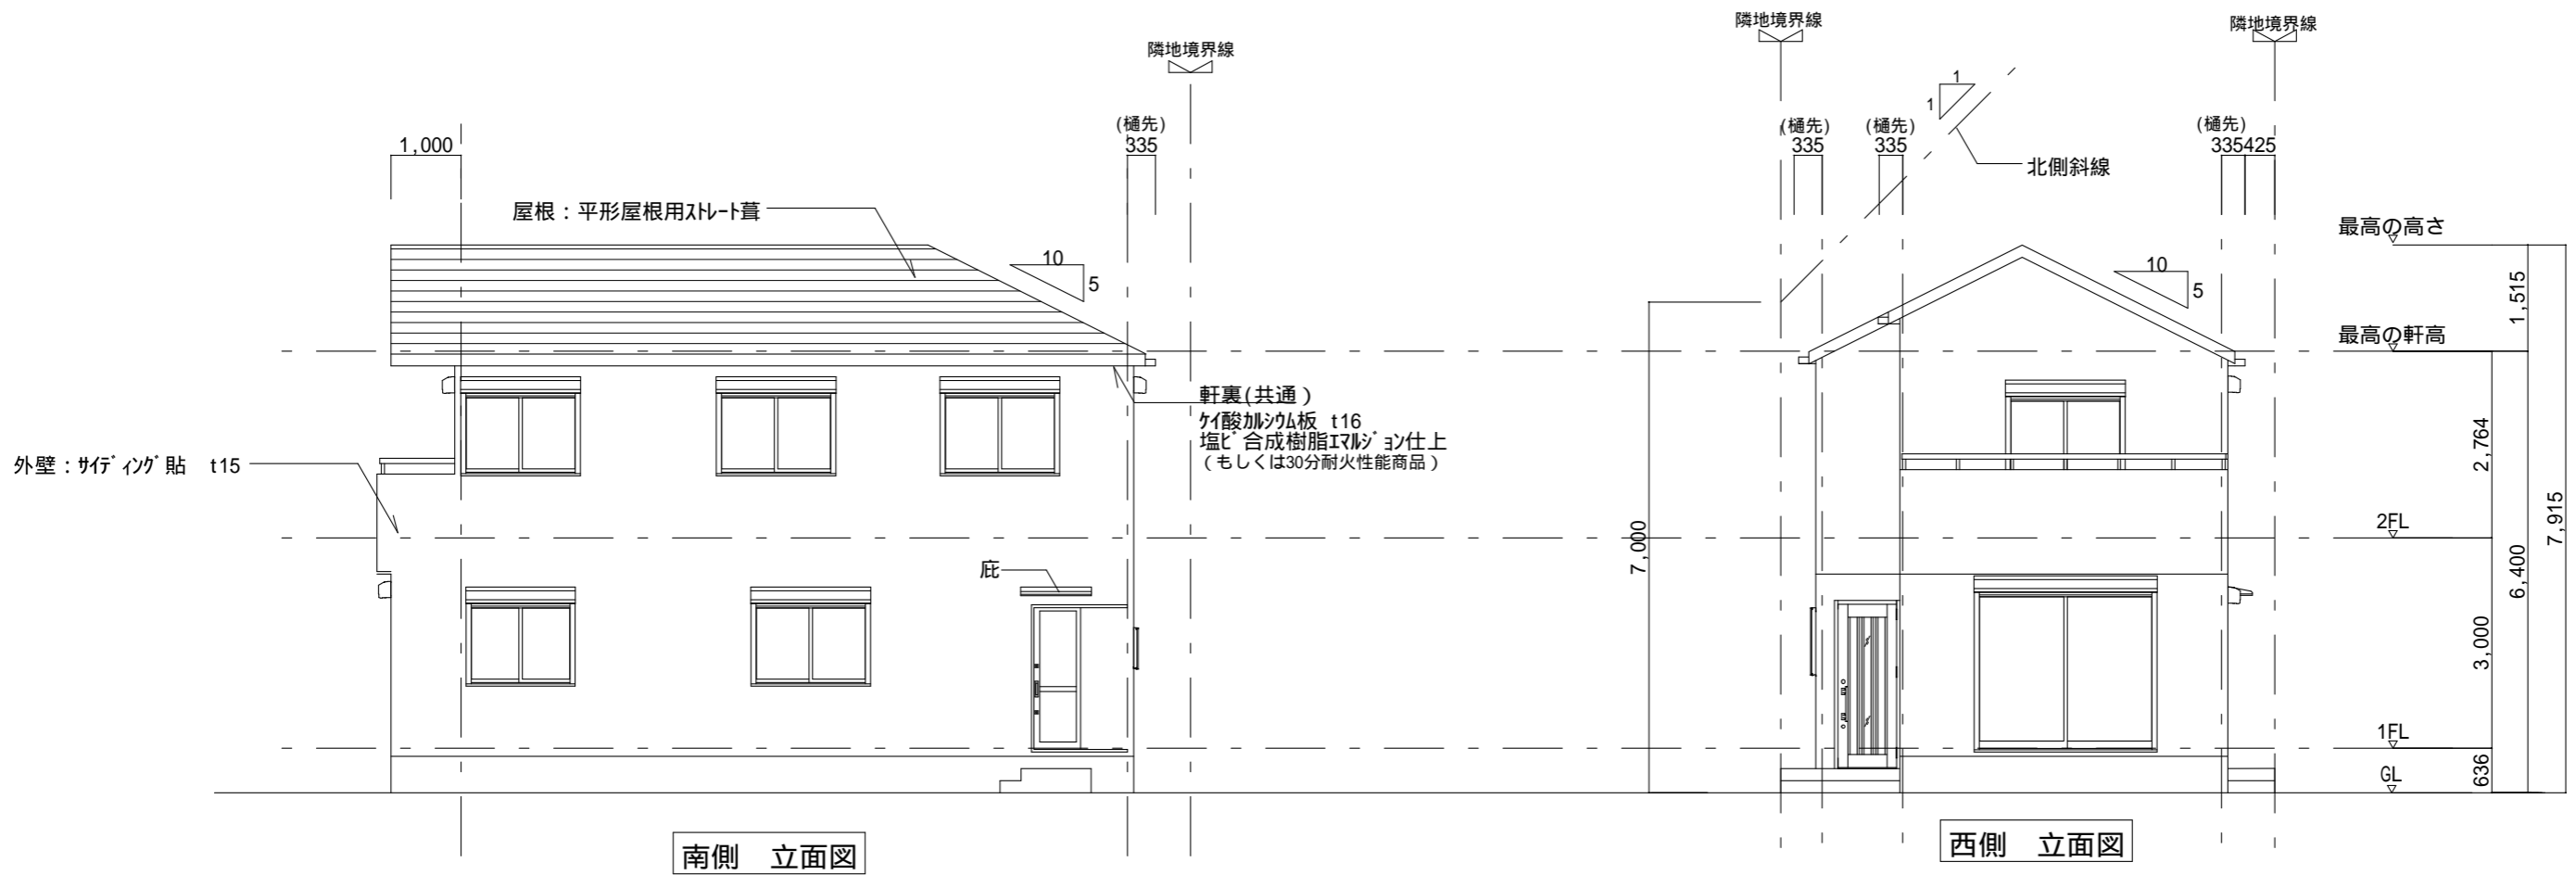 隣地境界線
(樋先)
335
1,000
屋根：平形屋根用ｽﾄﾚｰﾄ葺
10
5
軒裏(共通)
ｹｲ酸ｶﾙｼｳﾑ板 t16
塩ﾋﾞ合成樹脂ｴﾏﾙｼﾞｮﾝ仕上
(もしくは30分耐火性能商品)
外壁：ｻｲﾃﾞｨﾝｸﾞ貼 t15
庇
南側 立面図
隣地境界線
隣地境界線
1
1
(樋先)
(樋先)
(樋先)
335
335
335
425
北側斜線
10
5
最高の高さ
最高の軒高
2FL
1FL
GL
7,000
1,515
2,764
3,000
636
6,400
7,915
西側 立面図